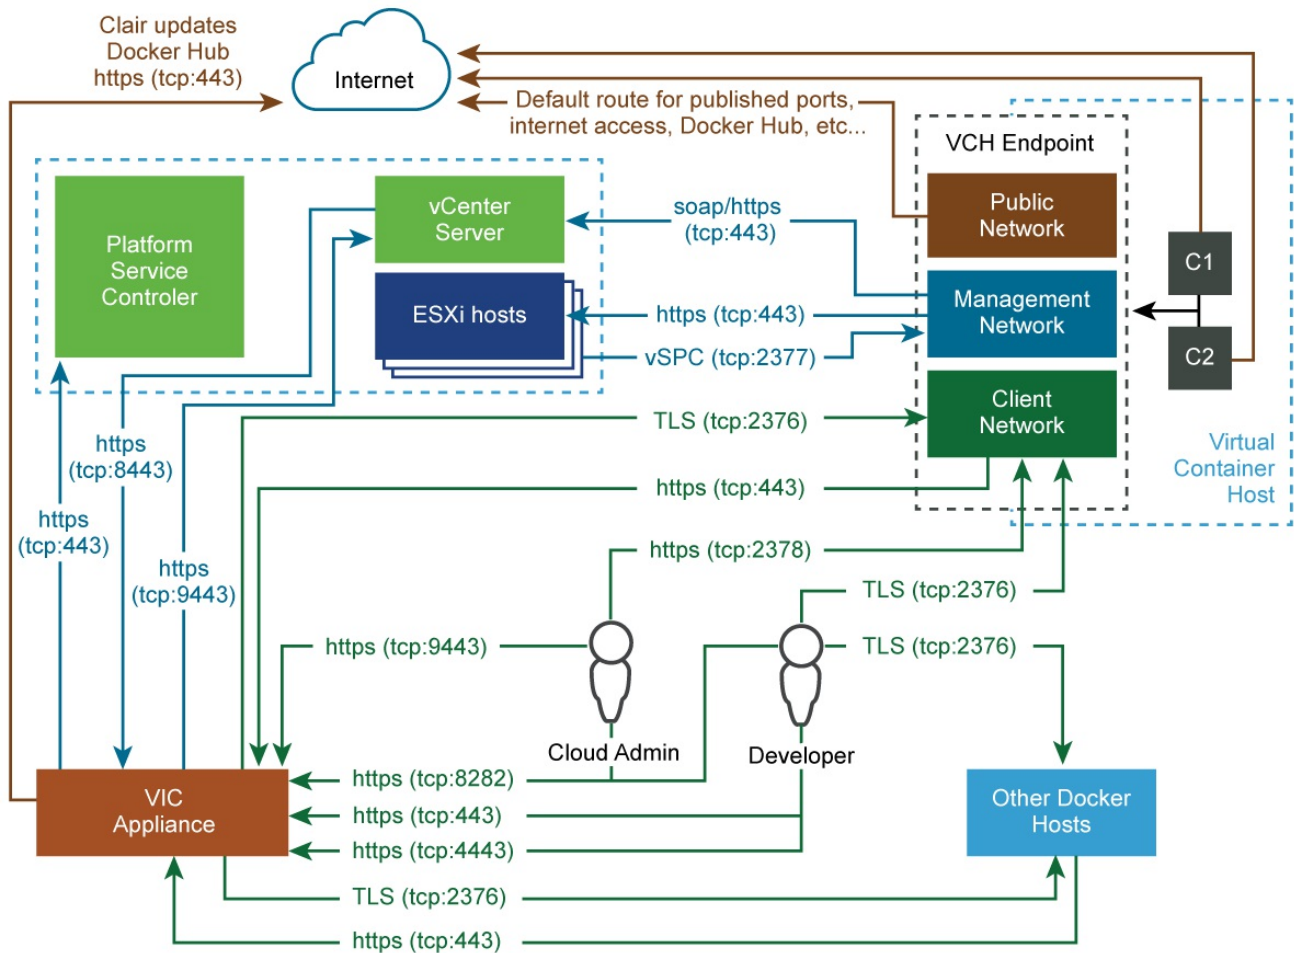 Clair updates
Docker Hub
https (tcp:443)
Internet
Default route for published ports,
internet access, Docker Hub, etc...
VCH Endpoint
Public
Network
Management
Network
Client
Network
C1
C2
Virtual
Container
Host
Platform
Service
Controler
vCenter
Server
ESXi hosts
soap/https
(tcp:443)
https (tcp:443)
vSPC (tcp:2377)
TLS (tcp:2376)
https (tcp:443)
https
(tcp:8443)
https
(tcp:443)
https
(tcp:9443)
https (tcp:2378)
TLS (tcp:2376)
https (tcp:9443)
TLS (tcp:2376)
Cloud Admin
Developer
https (tcp:8282)
https (tcp:443)
https (tcp:4443)
VIC
Appliance
Other Docker
Hosts
TLS (tcp:2376)
https (tcp:443)